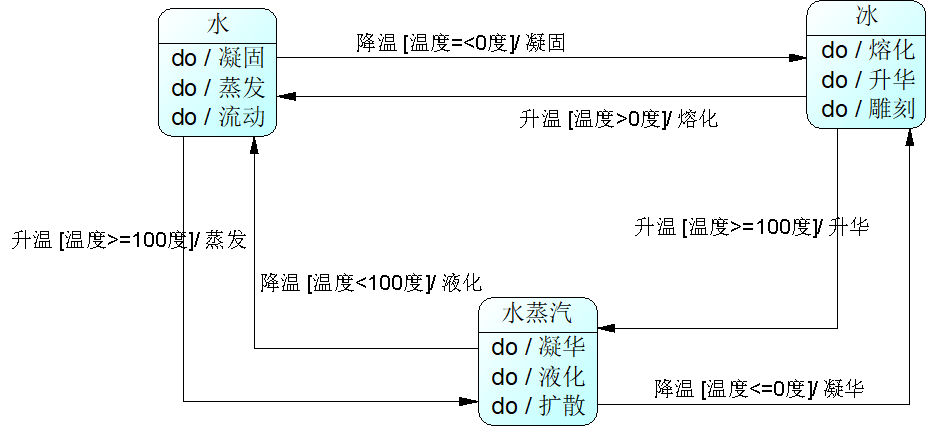 水
do / 凝固
do / 蒸发
do / 流动
降温 [温度=<0度]/ 凝固
冰
do / 熔化
do / 升华
do / 雕刻
升温 [温度>0度]/ 熔化
升温 [温度>=100度]/ 蒸发
升温 [温度>=100度]/ 升华
降温 [温度<100度]/ 液化
水蒸汽
do / 凝华
do / 液化
do / 扩散
降温 [温度<=0度]/ 凝华